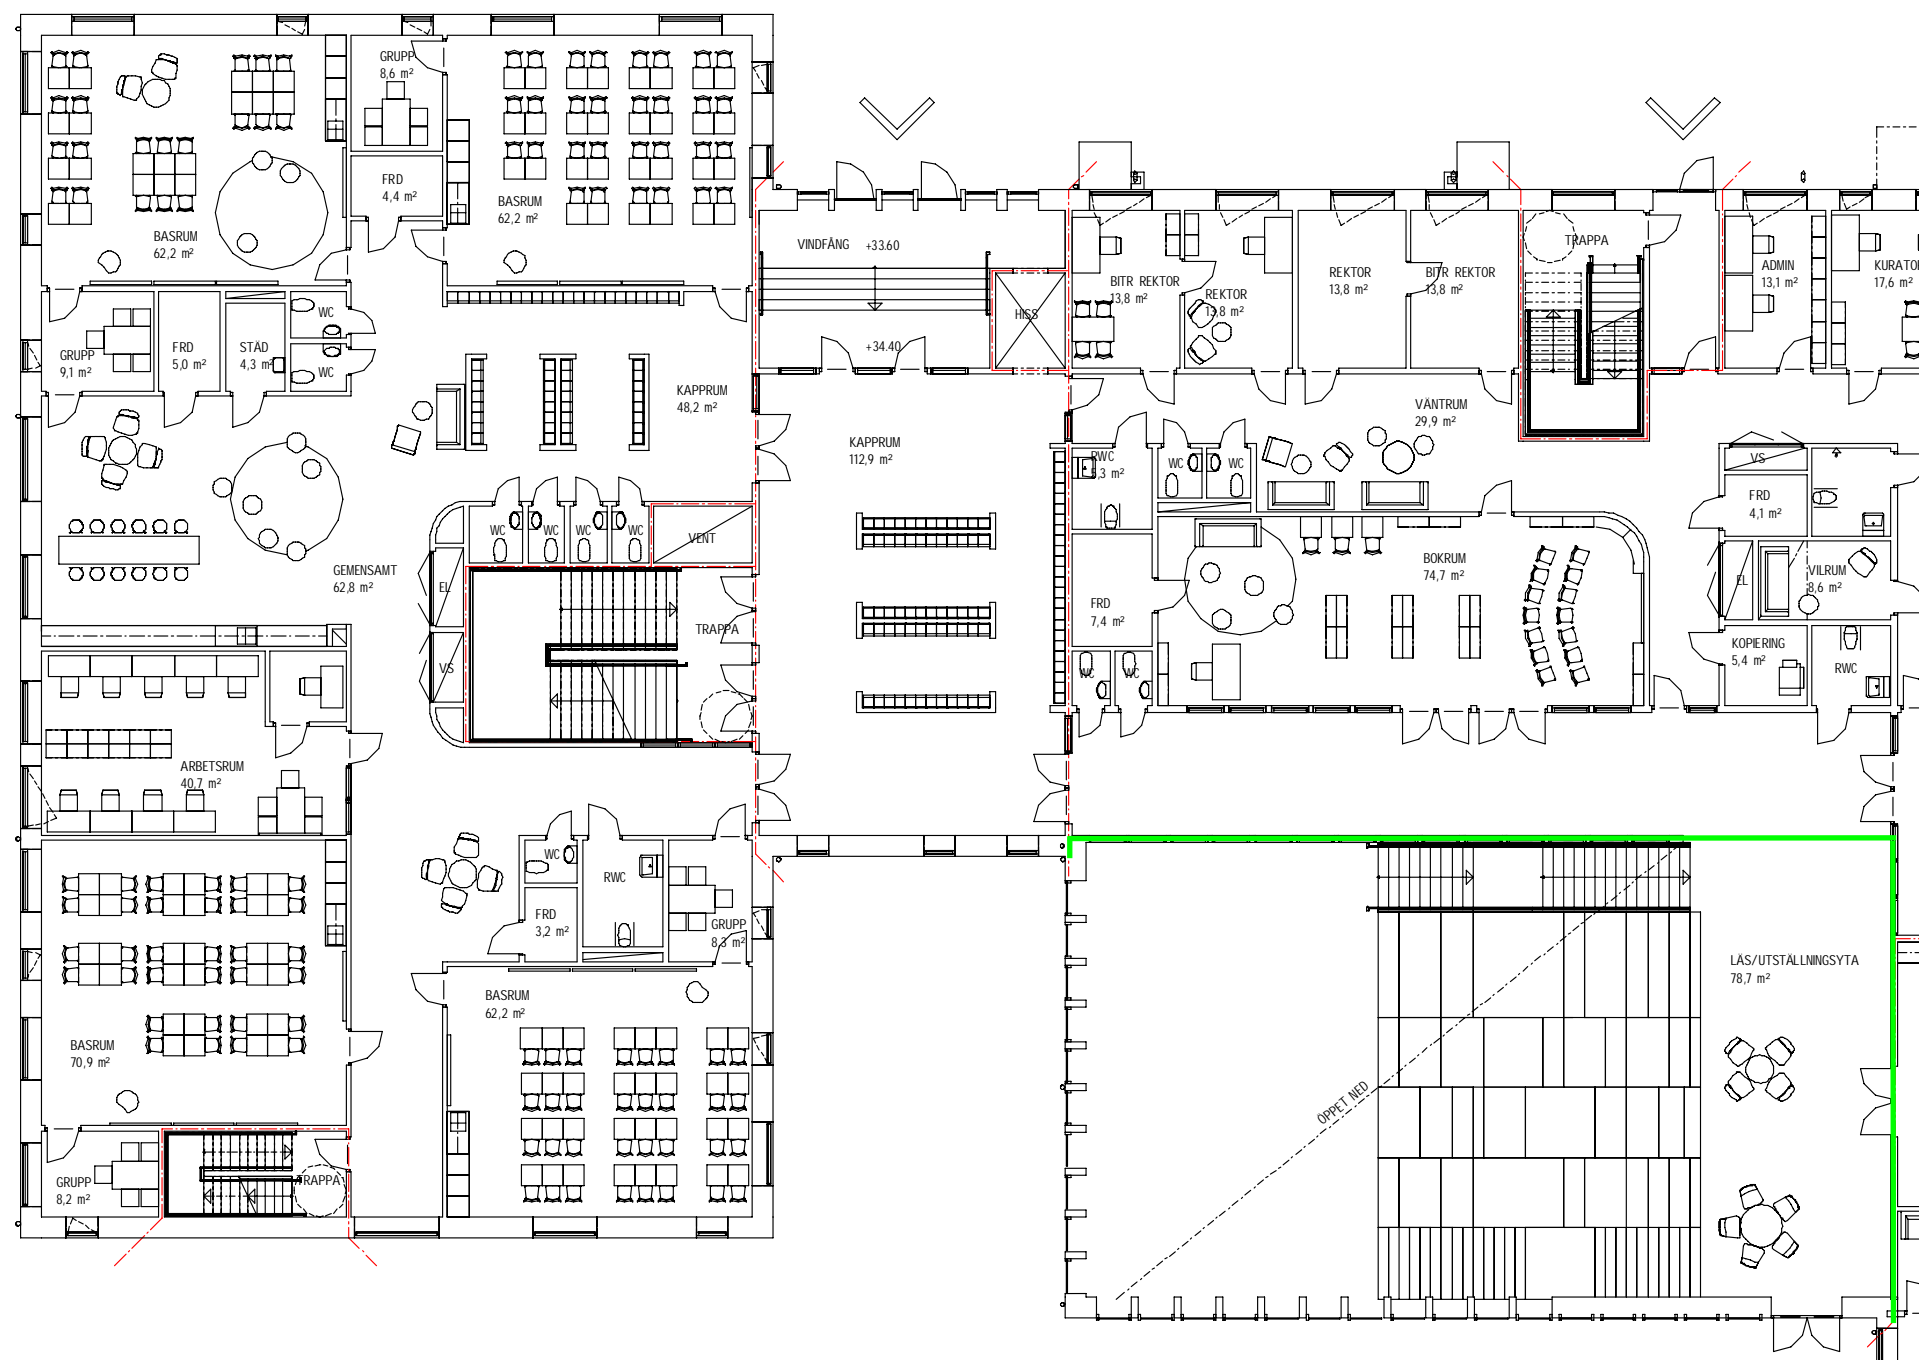 GRUPP
8,6 m²
FRD
4,4 m²
BASRUM
62,2 m²
BASRUM
62,2 m²
VINDFÅNG +33.60
HISS
+34.40
BITR REKTOR
13,8 m²
REKTOR
13,8 m²
REKTOR
13,8 m²
BITR REKTOR
13,8 m²
TRAPPA
ADMIN
13,1 m²
KURATOR
17,6 m²
GRUPP
9,1 m²
FRD
5,0 m²
STÄD
4,3 m²
WC
WC
KAPPRUM
48,2 m²
KAPPRUM
112,9 m²
VÄNTRUM
29,9 m²
RWC
5,3 m²
WC
WC
VS
FRD
4,1 m²
WC
WC
WC
WC
VENT
GEMENSAMT
62,8 m²
EL
TRAPPA
VS
FRD
7,4 m²
BOKRUM
74,7 m²
EL
VILRUM
8,6 m²
WC
WC
KOPIERING
5,4 m²
RWC
ARBETSRUM
40,7 m²
WC
RWC
FRD
3,2 m²
GRUPP
8,3 m²
BASRUM
62,2 m²
BASRUM
70,9 m²
GRUPP
8,2 m²
TRAPPA
LÄS/UTSTÄLLNINGSYTA
78,7 m²
ÖPPET NED